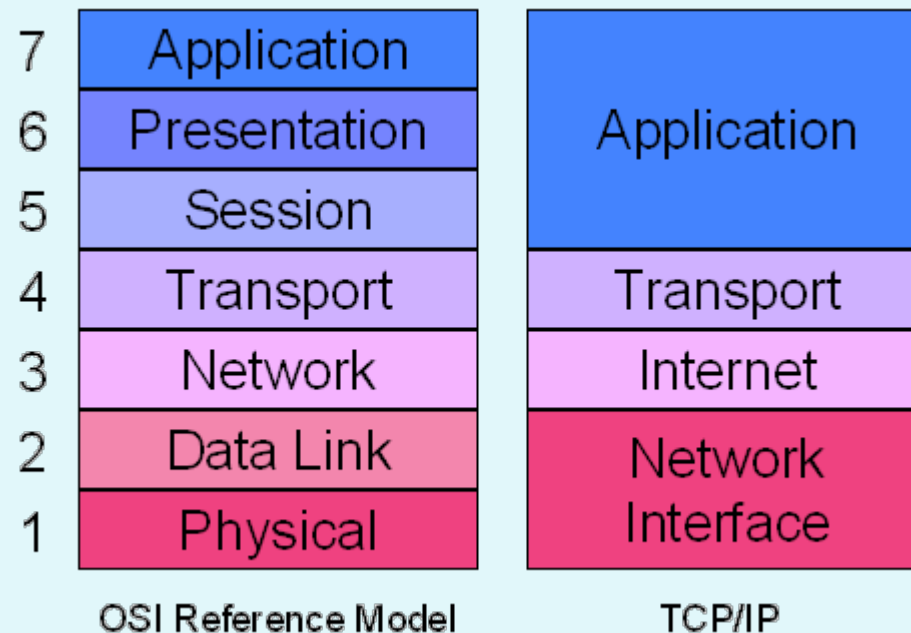 7
Application
6
Presentation
5
Session
4
Transport
3
Network
2
Data Link
1
Physical
OSI Reference Model
Application
Transport
Internet
Network
Interface
TCP/IP